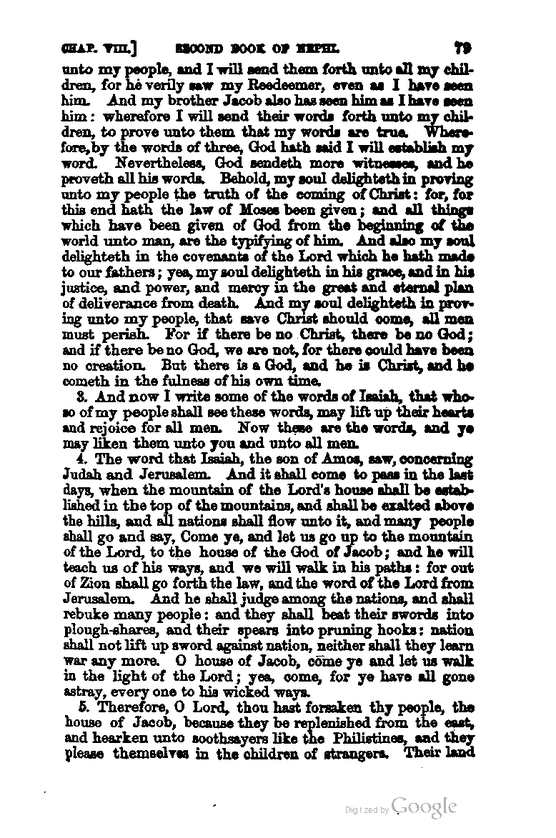 CHAP. VIII.] SECOND BOOK OF NEPHI. 79
unto my people, and I will send them forth unto all my chil-
dren, for he verily saw my Redeemer, even as I have seen
him. And my brother Jacob also has seen him as I have seen
him: wherefore I will send their words forth unto my chil-
dren, to prove unto them that my words are true. Where-
fore, by the words of three, God hath said I will establish my
word. Nevertheless, God sendeth more witnesses, and he
proveth all his words. Behold, my soul delighteth in proving
unto my people the truth of the coming of Christ: for, for
this end hath the law of Moses been given; and all things
which have been given of God from the beginning of the
world unto man, are the typifying of him. And also my soul
delighteth in the covenants of the Lord which he hath made
to our fathers; yea, my soul delighteth in his grace, and in his
justice, and power, and mercy in the great and eternal plan
of deliverance from death. And my soul delighteth in prov-
ing unto my people, that save Christ should come, all men
must perish. For if there be no Christ, there be no God;
and if there be no God, we are not, for there could have been
no creation. But there is a God, and he is Christ, and he
cometh in the fulness of his own time.
3. And now I write some of the words of Isaiah, that who-
so of my people shall see these words, may lift up their hearts
and rejoice for all men. Now these are the words, and ye
may liken them unto you and unto all men.
4. The word that Isaiah, the son of Amos, saw, concerning
Judah and Jerusalem. And it shall come to pass in the last
days, when the mountain of the Lord's house shall be estab-
lished in the top of the mountains, and shall be exalted above
the hills, and all nations shall flow unto it, and many people
shall go and say, Come ye, and let us go up to the mountain
of the Lord, to the house of the God of Jacob; and he will
teach us of his ways, and we will walk in his paths: for out
of Zion shall go forth the law, and the word of the Lord from
Jerusalem. And he shall judge among the nations, and shall
rebuke many people: and they shall beat their swords into
plough-shares, and their spears into pruning hooks: nation
shall not lift up sword against nation, neither shall they learn
war any more. O house of Jacob, come ye and let us walk
in the light of the Lord; yea, come, for ye have all gone
astray, every one to his wicked ways.
5. Therefore, O Lord, thou hast forsaken thy people, the
house of Jacob, because they be replenished from the east,
and hearken unto soothsayers like the Philistines, and they
please themselves in the children of strangers. Their land
Digitized by Google